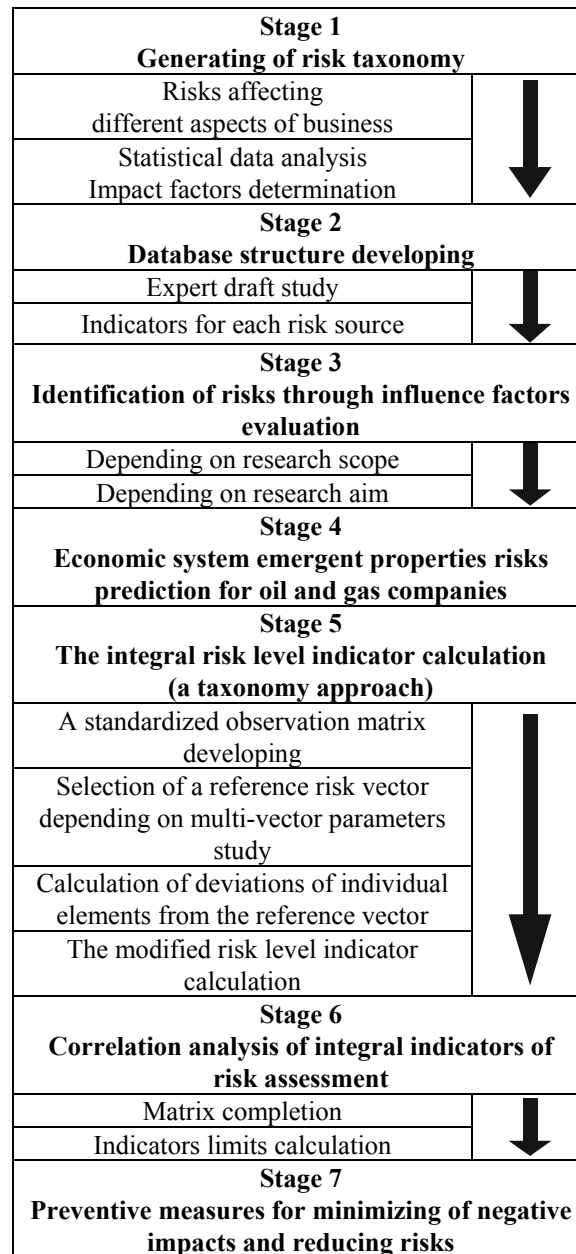 Stage 1
Generating of risk taxonomy
Risks affecting
different aspects of business
Statistical data analysis
Impact factors determination
Stage 2
Database structure developing
Expert draft study
Indicators for each risk source
Stage 3
Identification of risks through influence factors
evaluation
Depending on research scope
Depending on research aim
Stage 4
Economic system emergent properties risks
prediction for oil and gas companies
Stage 5
The integral risk level indicator calculation
(a taxonomy approach)
A standardized observation matrix
developing
Selection of a reference risk vector
depending on multi-vector parameters
study
Calculation of deviations of individual
elements from the reference vector
The modified risk level indicator
calculation
Stage 6
Correlation analysis of integral indicators of
risk assessment
Matrix completion
Indicators limits calculation
Stage 7
Preventive measures for minimizing of negative
impacts and reducing risks